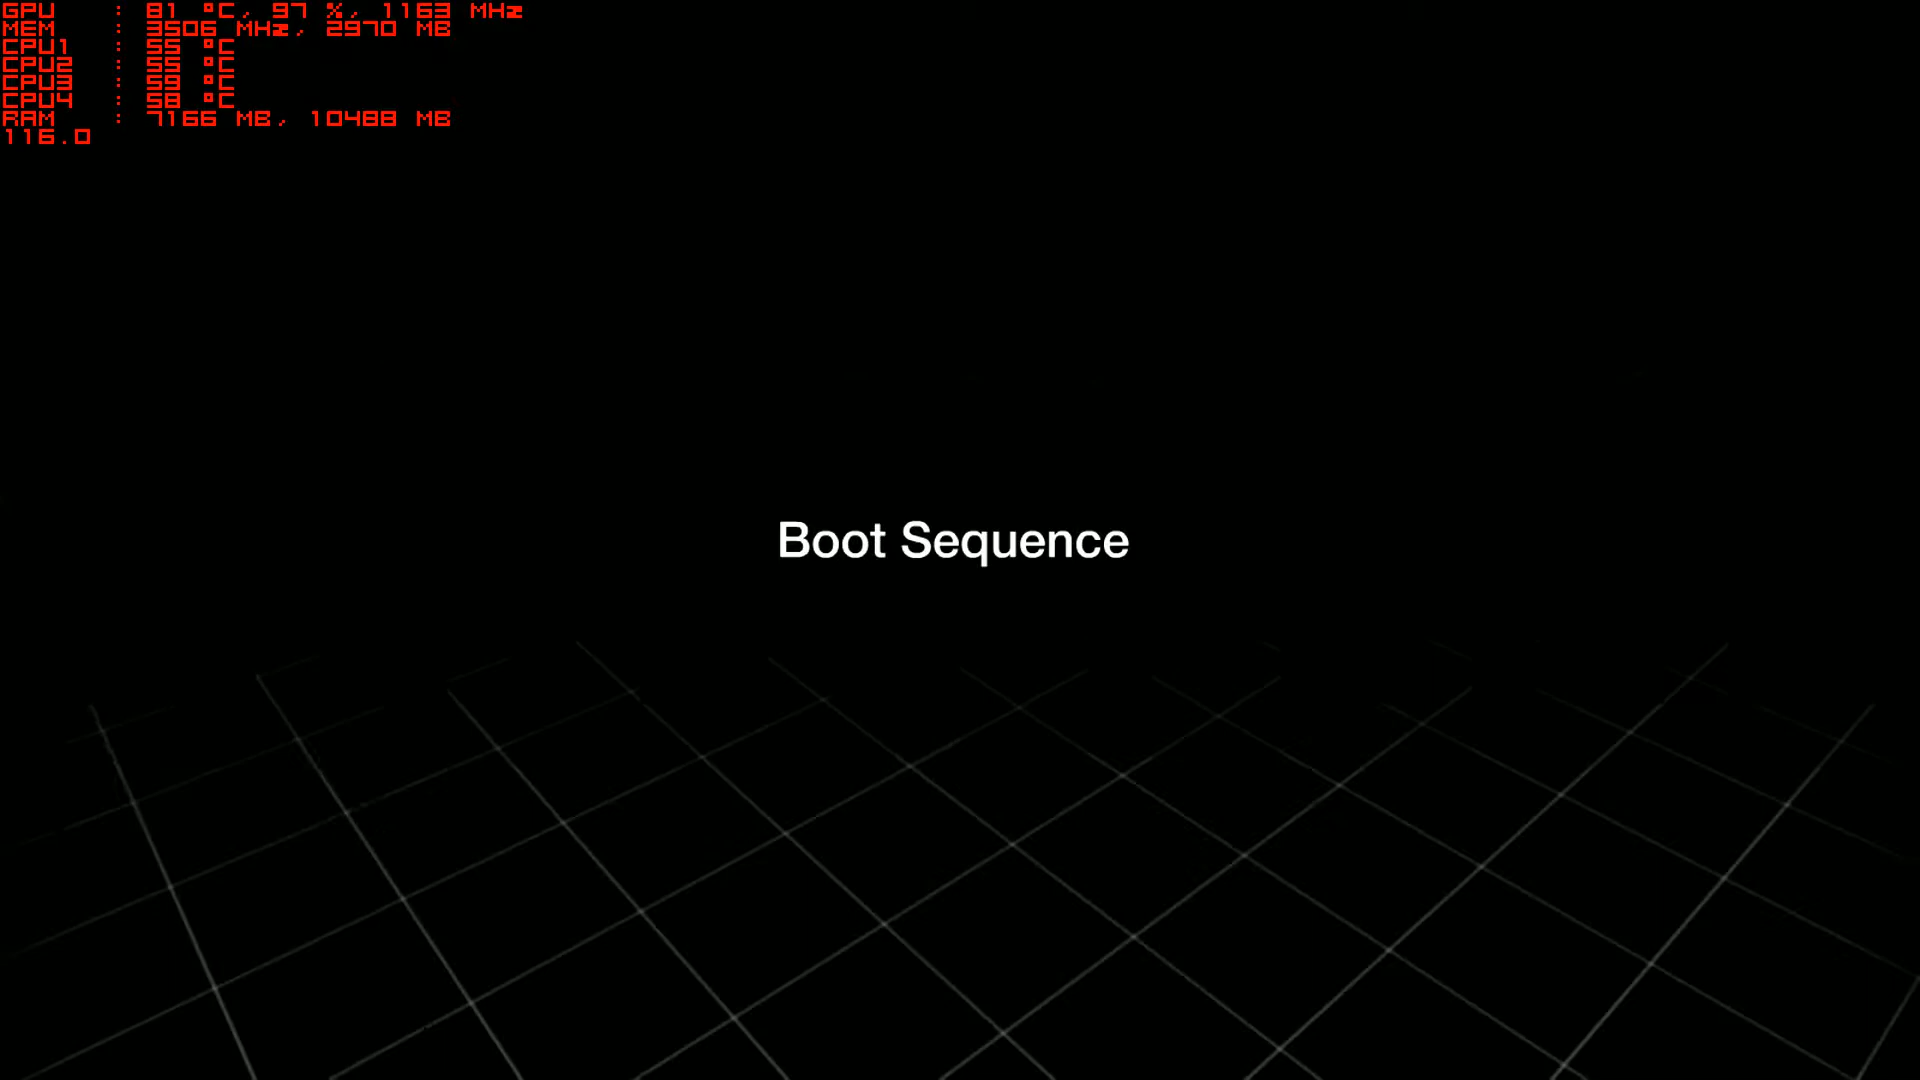 GPU : 81 °C, 97 %, 1163 MHz
MEM : 3506 MHz, 2970 MB
CPU1 : 55 °C
CPU2 : 55 °C
CPU3 : 59 °C
CPU4 : 58 °C
RAM : 7166 MB, 10488 MB
116.0
Boot Sequence